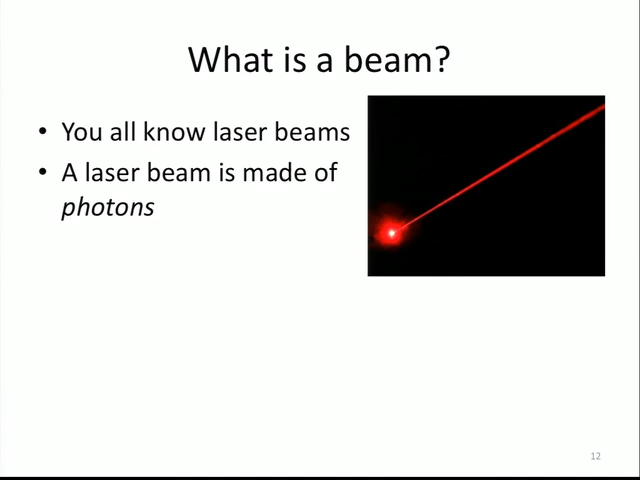 What is a beam?
• You all know laser beams
• A laser beam is made of
photons
12